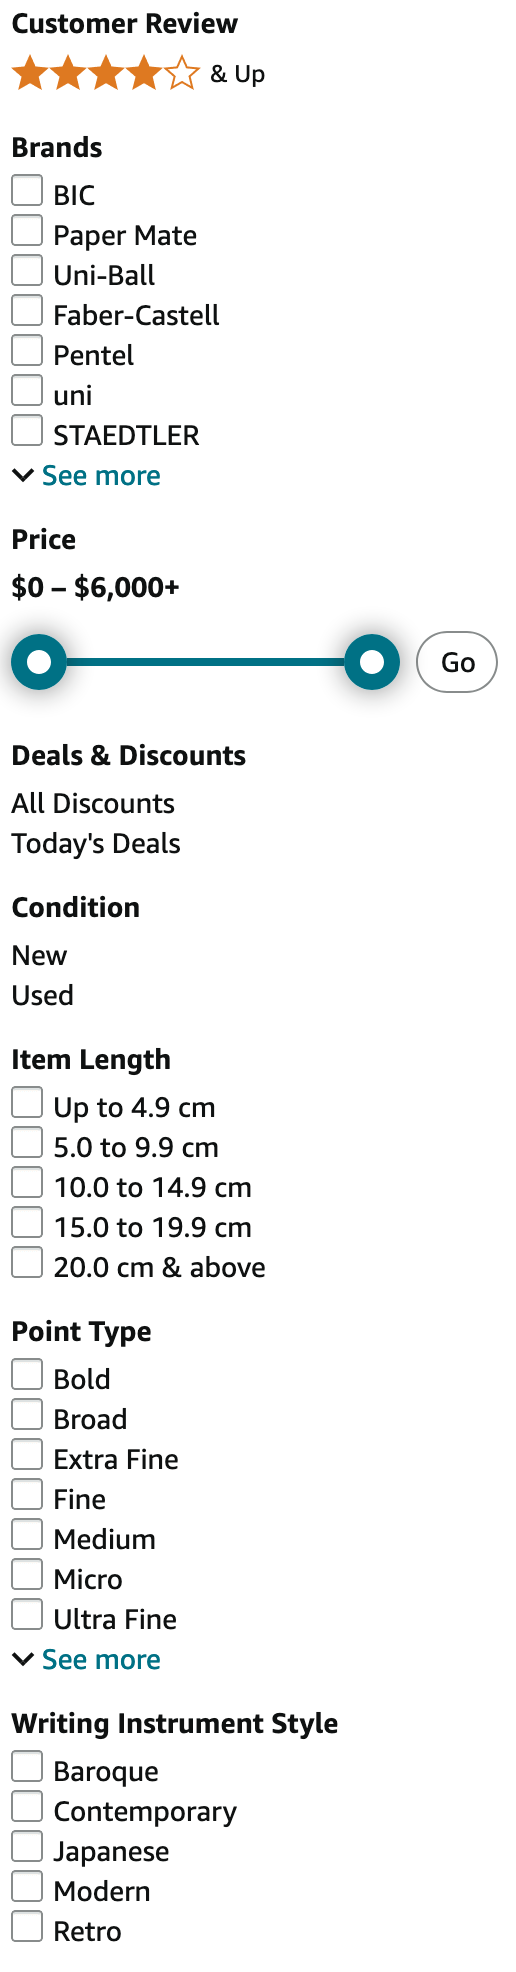 Customer Review
& Up
Brands
BIC
Paper Mate
Uni-Ball
Faber-Castell
Pentel
uni
STAEDTLER
See more
Price
$0 – $6,000+
Go
Deals & Discounts
All Discounts
Today's Deals
Condition
New
Used
Item Length
Up to 4.9 cm
5.0 to 9.9 cm
10.0 to 14.9 cm
15.0 to 19.9 cm
20.0 cm & above
Point Type
Bold
Broad
Extra Fine
Fine
Medium
Micro
Ultra Fine
See more
Writing Instrument Style
Baroque
Contemporary
Japanese
Modern
Retro